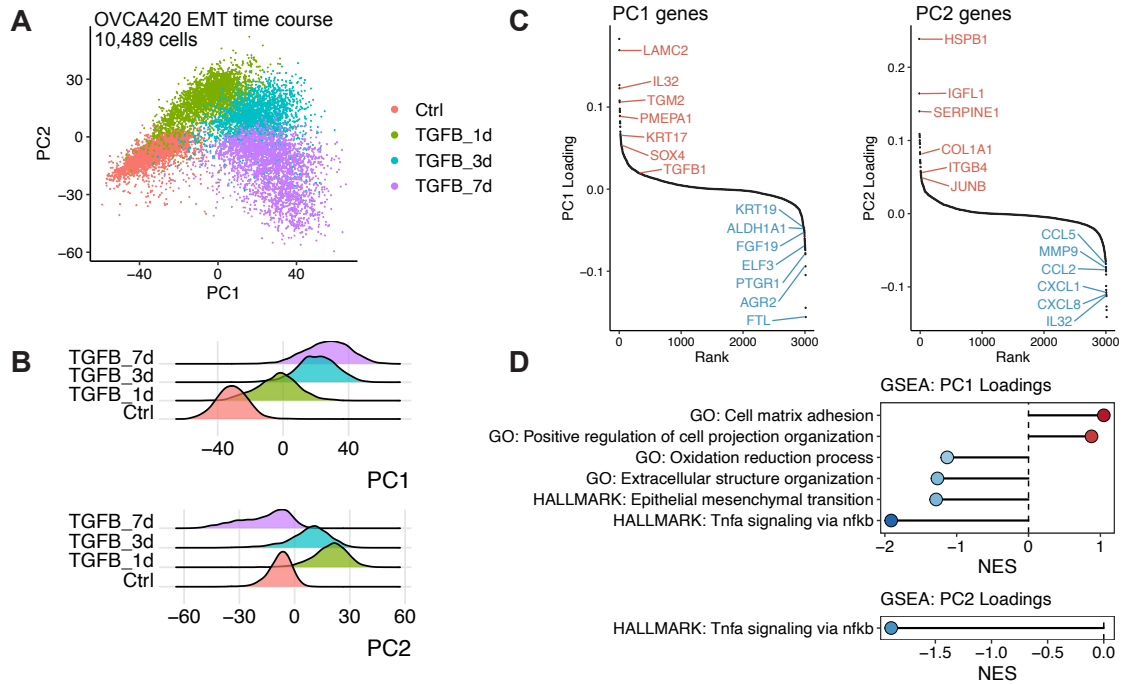 A
OVCA420 EMT time course
10,489 cells
PC2
30
0
−30
−60
−40
0
40
PC1
Ctrl
TGFB_1d
TGFB_3d
TGFB_7d
B
TGFB_7d
TGFB_3d
TGFB_1d
Ctrl
−40
0
40
PC1
TGFB_7d
TGFB_3d
TGFB_1d
Ctrl
−60
−30
0
30
60
PC2
C
PC1 genes
PC1 Loading
0.1
0.0
−0.1
LAMC2
IL32
TGM2
PMEPA1
KRT17
SOX4
TGFB1
KRT19
ALDH1A1
FGF19
ELF3
PTGR1
AGR2
FTL
0
1000
2000
3000
Rank
PC2 genes
PC2 Loading
0.2
0.1
0.0
−0.1
HSPB1
IGFL1
SERPINE1
COL1A1
ITGB4
JUNB
CCL5
MMP9
CCL2
CXCL1
CXCL8
IL32
0
1000
2000
3000
Rank
D
GSEA: PC1 Loadings
GO: Cell matrix adhesion
GO: Positive regulation of cell projection organization
GO: Oxidation reduction process
GO: Extracellular structure organization
HALLMARK: Epithelial mesenchymal transition
HALLMARK: Tnfa signaling via nfkb
−2
−1
0
1
NES
GSEA: PC2 Loadings
HALLMARK: Tnfa signaling via nfkb
−1.5
−1.0
−0.5
0.0
NES